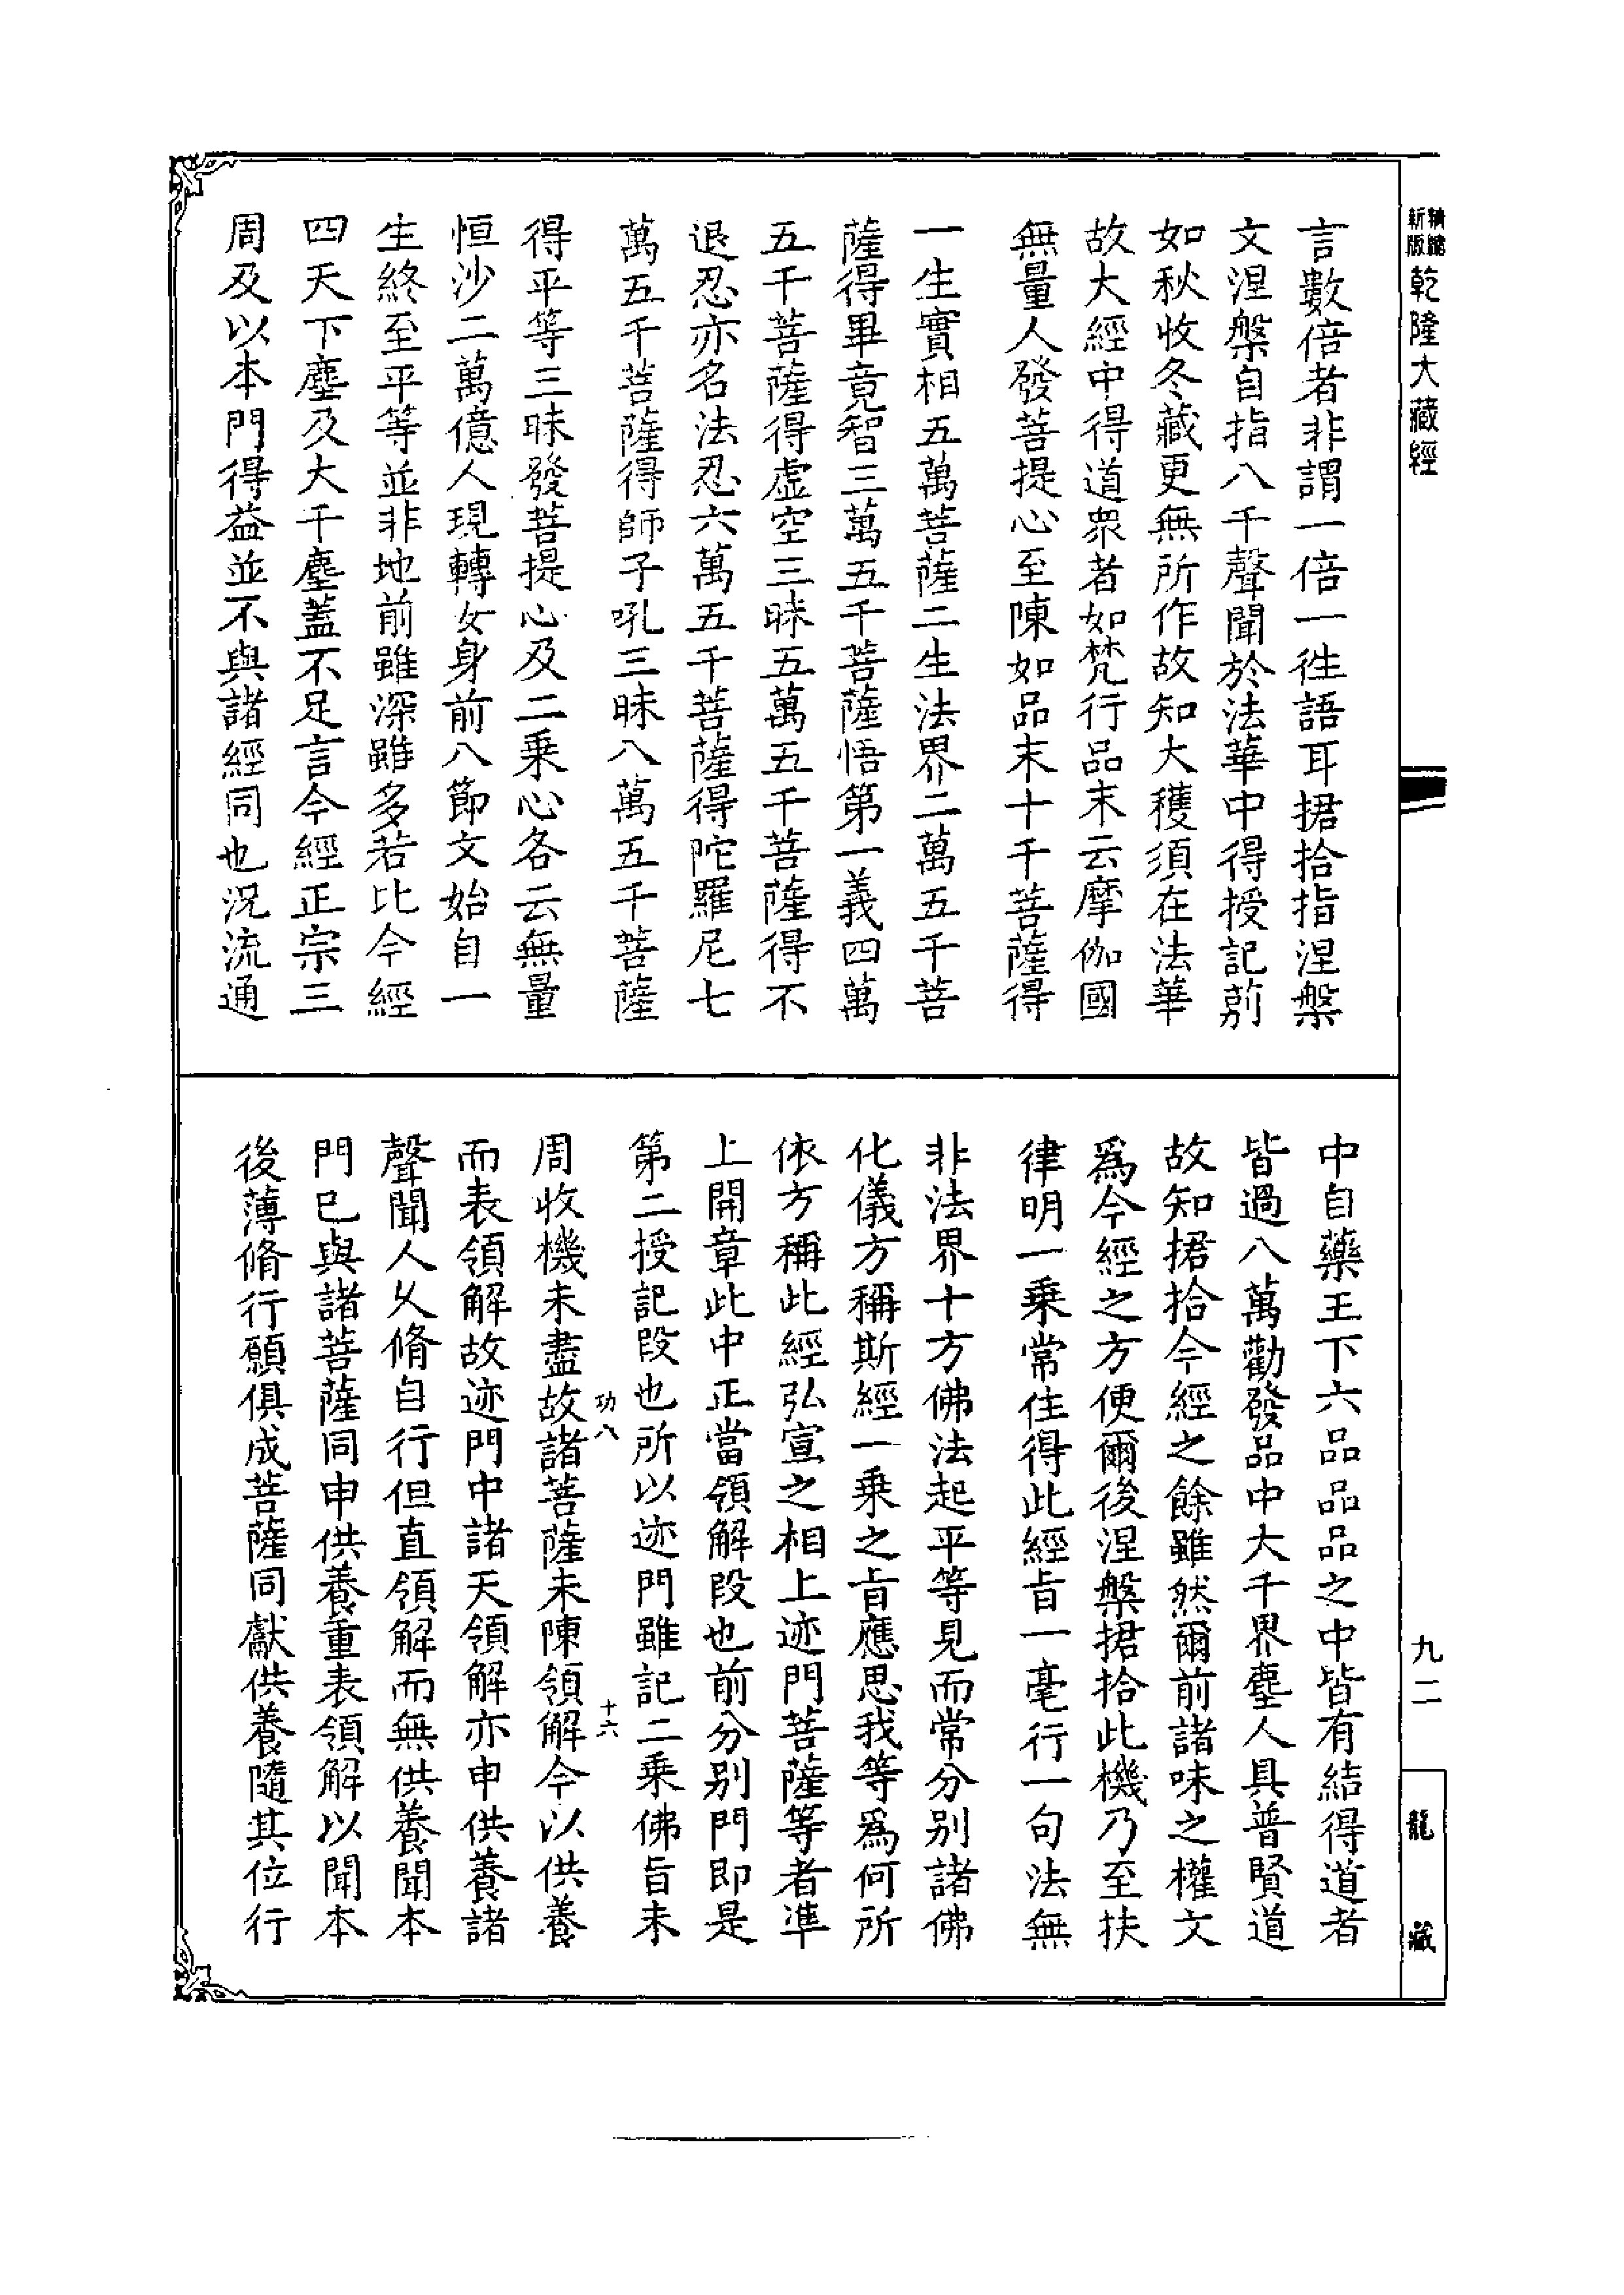 精縮
新版
乾隆大藏經
言數倍者非謂一倍一徃語耳捃拾指涅槃
文涅槃自指八千聲聞於法華中得授記莂
如秋收冬藏更無所作故知大穫須在法華
故大經中得道衆者如梵行品末云摩伽國
無量人發菩提心至陳如品末十千菩薩得
一生實相五萬菩薩二生法界二萬五千菩
薩得畢竟智三萬五千菩薩悟第一義四萬
五千菩薩得虛空三昧五萬五千菩薩得不
退忍亦名法忍六萬五千菩薩得陀羅尼七
萬五千菩薩得師子吼三昧八萬五千菩薩
得平等三昧發菩提心及二乗心各云無量
恒沙二萬億人現轉女身前八節文始自一
生終至平等並非地前雖深雖多若比今經
四天下塵及大千塵蓋不足言今經正宗三
周及以本門得益並不與諸經同也況流通
中自藥王下六品品品之中皆有結得道者
皆過八萬勸發品中大千界塵人具普賢道
故知捃拾今經之餘雖然爾前諸味之權文
爲今經之方便爾後涅槃捃拾此機乃至扶
律明一乗常住得此經㫖一毫行一句法無
非法界十方佛法起平等見而常分别諸佛
化儀方稱斯經一乗之㫖應思我等爲何所
依方稱此經弘宣之相上迹門菩薩等者準
上開章此中正當領解段也前分别門即是
第二授記段也所以迹門雖記二乗佛㫖未
功八
十六
周收機未盡故諸菩薩未陳領解今以供養
而表領解故迹門中諸天領解亦申供養諸
聲聞人乆脩自行但直領解而無供養聞本
門已與諸菩薩同申供養重表領解以聞本
後薄脩行願俱成菩薩同獻供養隨其位行
九二
龍藏